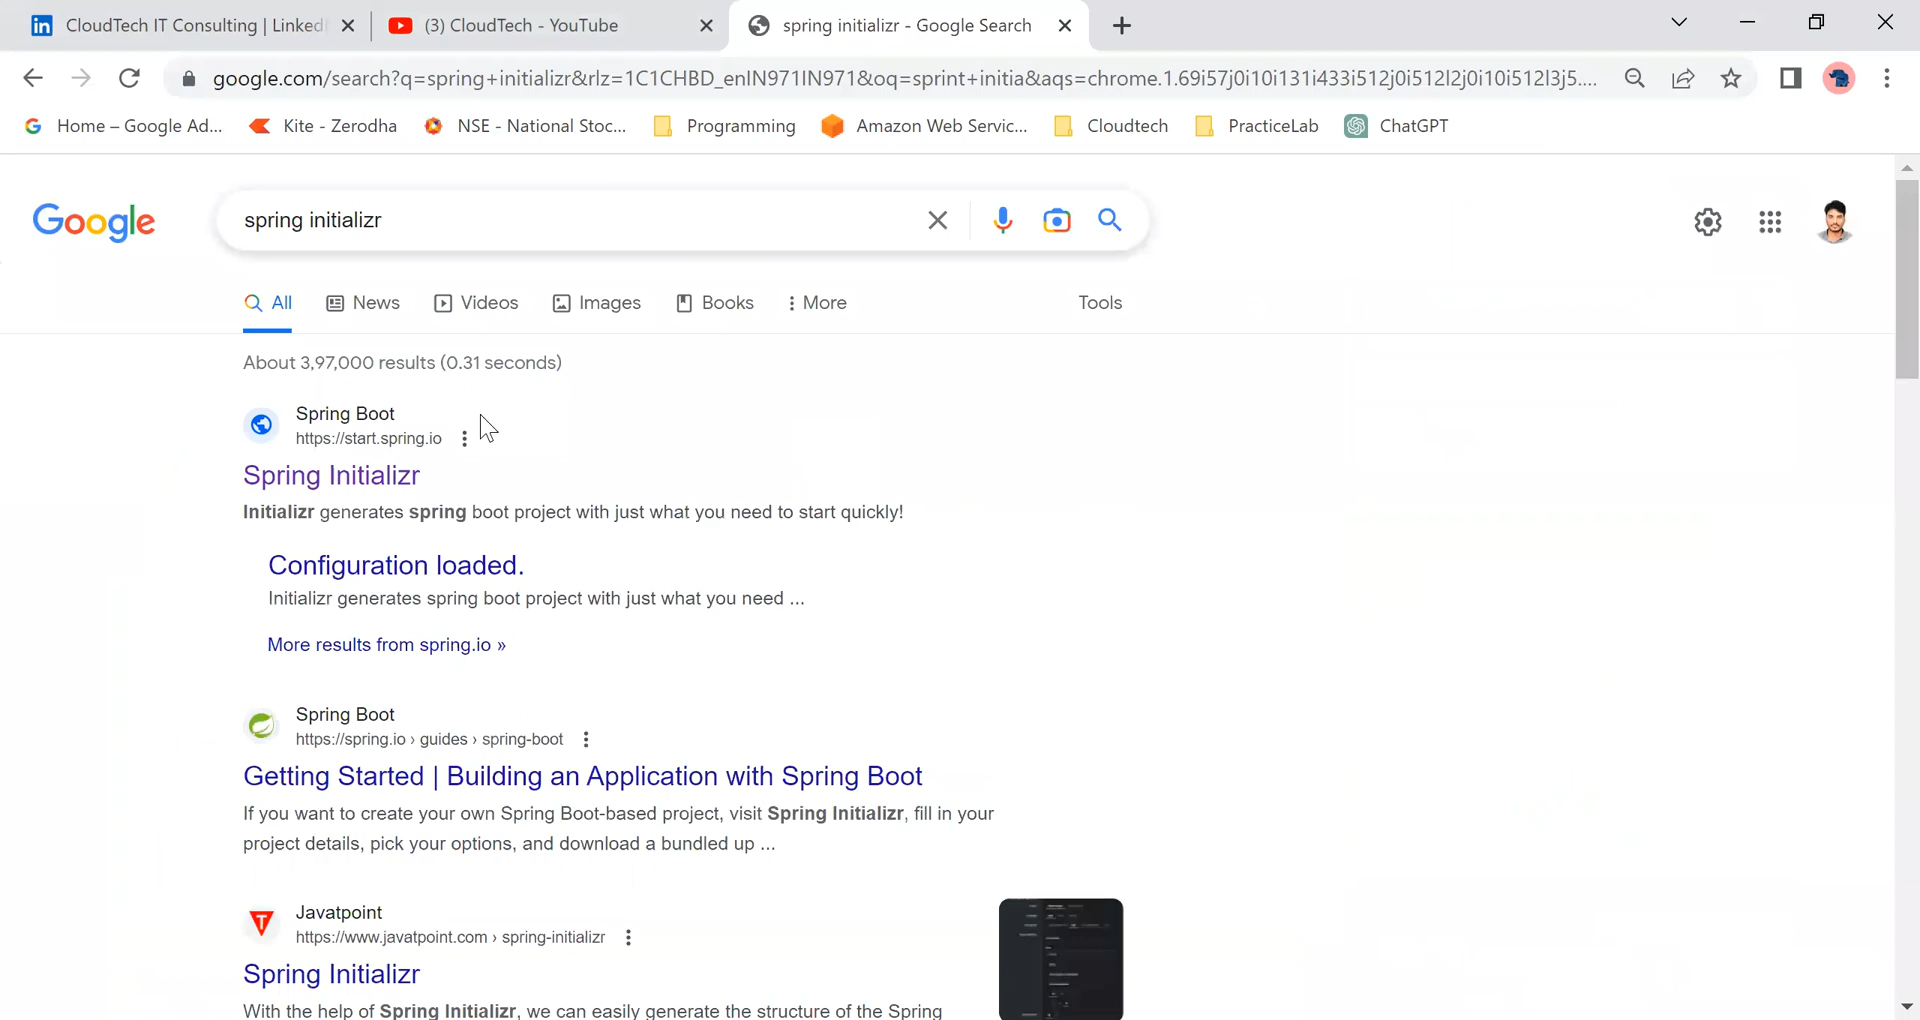 CloudTech IT Consulting | Linked
(3) CloudTech - YouTube
spring initializr - Google Search
google.com/search?q=spring+initializr&rlz=1C1CHBD_enIN971IN971&oq=sprint+initia&aqs=chrome.1.69i57j0i10i131i433i512j0i512l2j0i10i512l3j5....
Home – Google Ad...
Kite - Zerodha
NSE - National Stoc...
Programming
Amazon Web Servic...
Cloudtech
PracticeLab
ChatGPT
Google
spring initializr
All
News
Videos
Images
Books
More
Tools
About 3,97,000 results (0.31 seconds)
Spring Boot
https://start.spring.io
Spring Initializr
Initializr generates spring boot project with just what you need to start quickly!
Configuration loaded.
Initializr generates spring boot project with just what you need ...
More results from spring.io »
Spring Boot
https://spring.io › guides › spring-boot
Getting Started | Building an Application with Spring Boot
If you want to create your own Spring Boot-based project, visit Spring Initializr, fill in your
project details, pick your options, and download a bundled up ...
Javatpoint
https://www.javatpoint.com › spring-initializr
Spring Initializr
With the help of Spring Initializr, we can easily generate the structure of the Spring